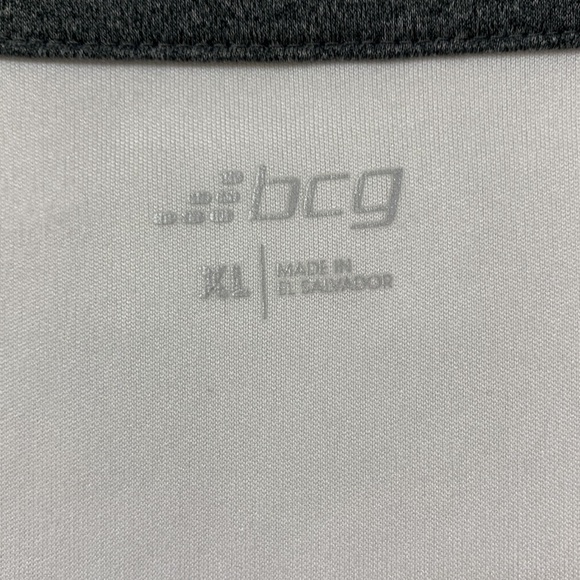 bcg
XL
MADE IN
EL SALVADOR